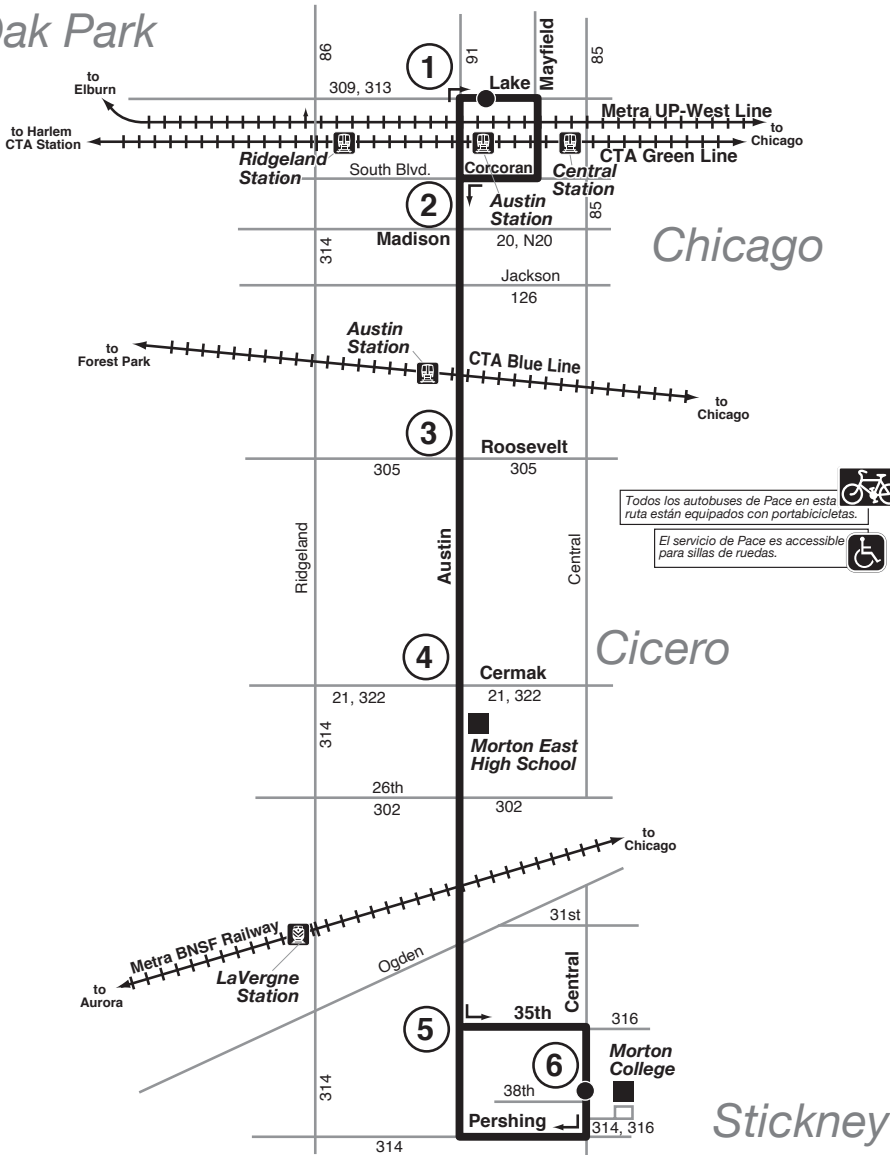 Oak Park
86
91
Mayfield
85
1
Lake
to
Elburn
309, 313
Metra UP-West Line
to Harlem
CTA Station
to
Chicago
Ridgeland
Station
CTA Green Line
South Blvd.
Corcoran
Central
Station
2
Austin
Station
85
314
Madison
20, N20
Chicago
Jackson
126
Austin
Station
to
Forest Park
CTA Blue Line
to
Chicago
3
Roosevelt
305
305
Todos los autobuses de Pace en esta
ruta están equipados con portabicicletas.
El servicio de Pace es accessible
para sillas de ruedas.
Ridgeland
Austin
Central
4
Cermak
Cicero
21, 322
21, 322
314
Morton East
High School
26th
302
302
to
Chicago
31st
Metra BNSF Railway
Ogden
LaVergne
Station
to
Aurora
Central
35th
316
5
6
Morton
College
38th
314
Pershing
314, 316
Stickney
314